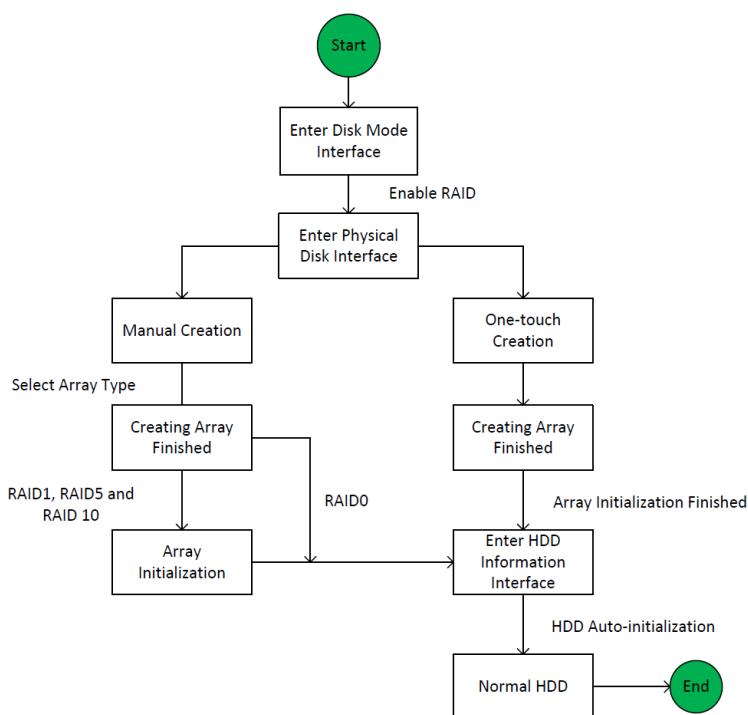 Start
Enter Disk Mode
Interface
Enable RAID
Enter Physical
Disk Interface
Manual Creation
One-touch
Creation
Select Array Type
Creating Array
Finished
Creating Array
Finished
RAID1, RAID5 and
RAID 10
RAID0
Array Initialization Finished
Array
Initialization
Enter HDD
Information
Interface
HDD Auto-initialization
Normal HDD
End